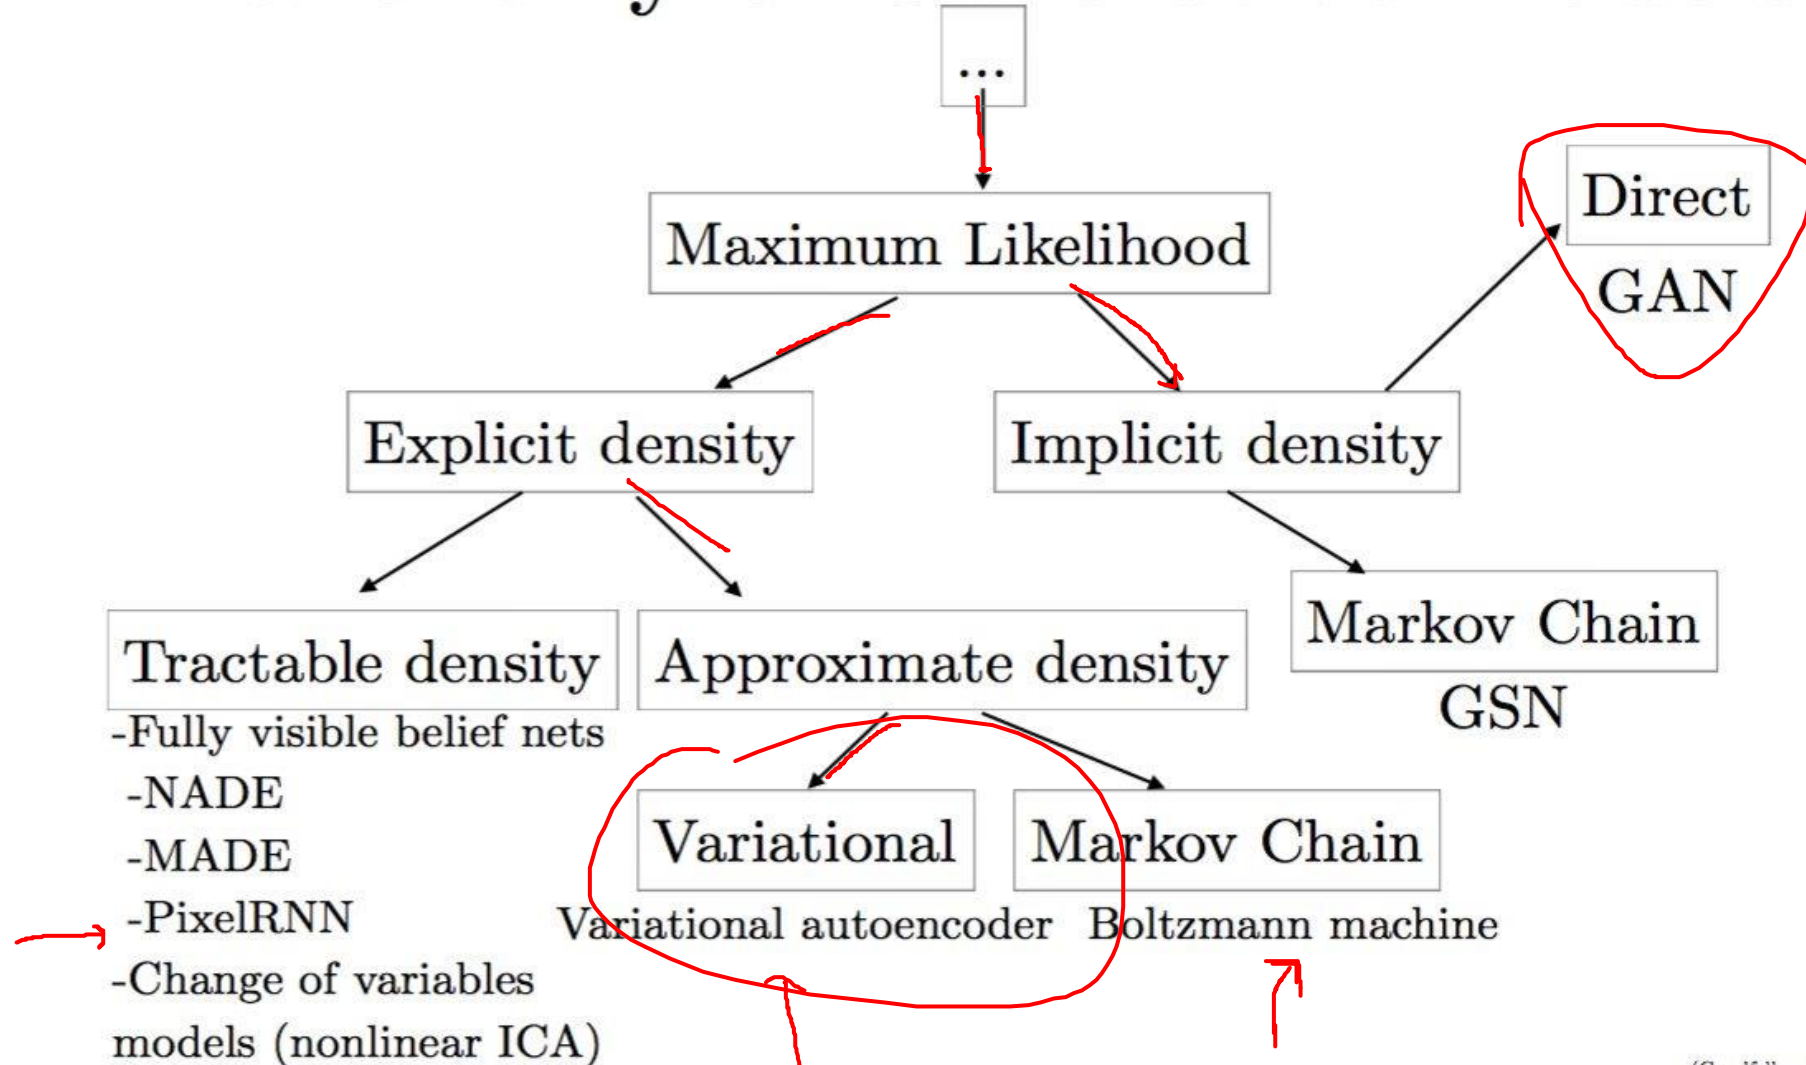 ...
Maximum Likelihood
Direct
GAN
Explicit density
Implicit density
Tractable density
-Fully visible belief nets
-NADE
-MADE
-PixelRNN
-Change of variables
models (nonlinear ICA)
Approximate density
Variational
Variational autoencoder
Markov Chain
Boltzmann machine
Markov Chain
GSN